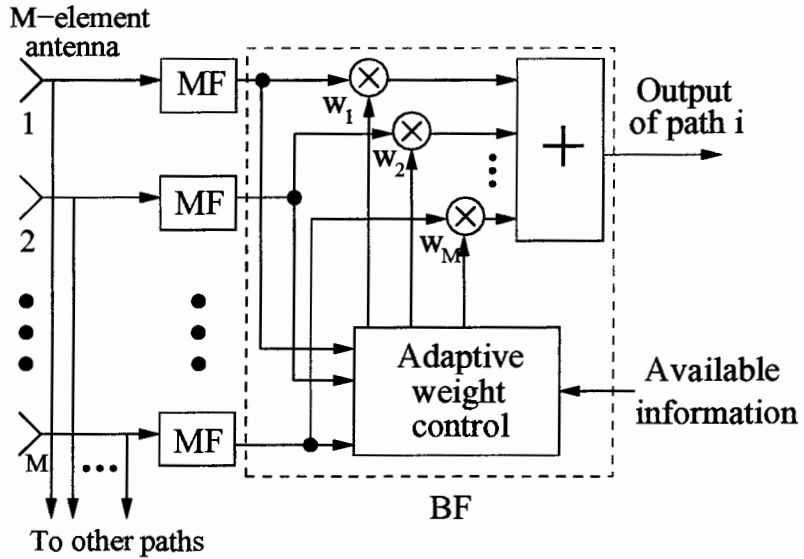 M-element
antenna
1
MF
w1
Output
of path i
+
w2
2
MF
wM
Adaptive
weight
control
Available
information
M
MF
BF
To other paths